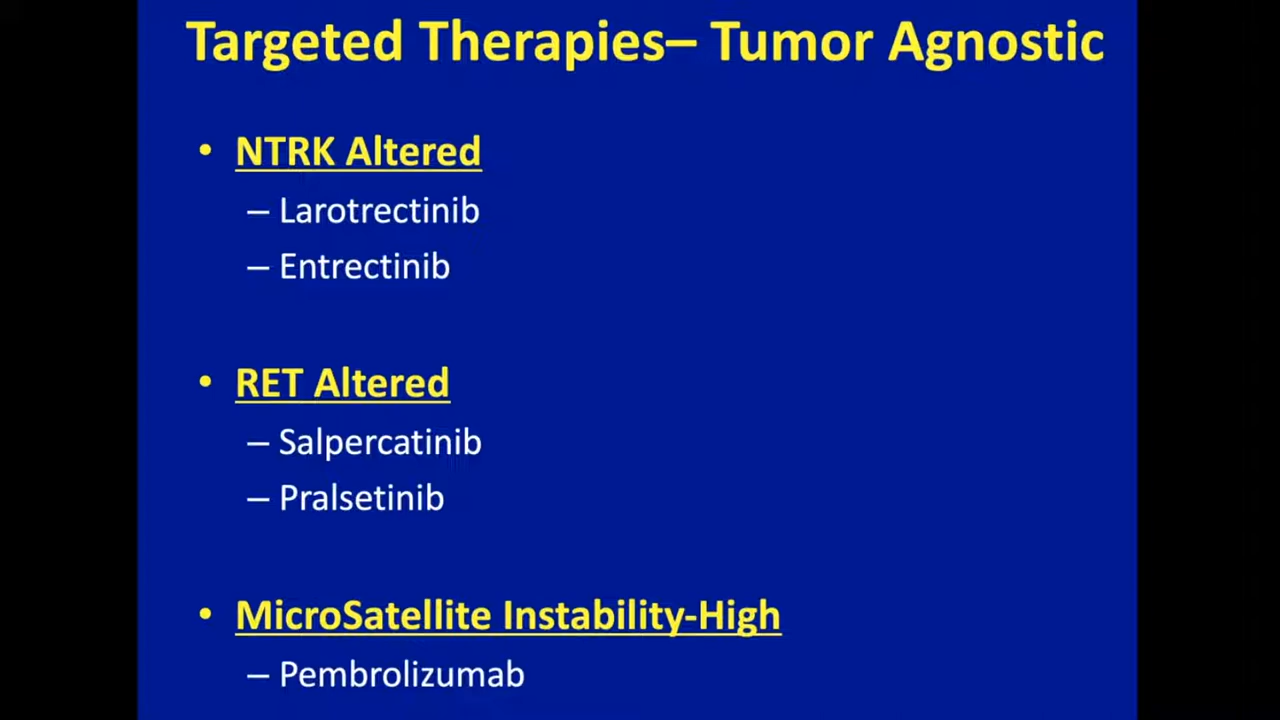 Targeted Therapies– Tumor Agnostic
• NTRK Altered
– Larotrectinib
– Entrectinib
• RET Altered
– Salpercatinib
– Pralsetinib
• MicroSatellite Instability-High
– Pembrolizumab